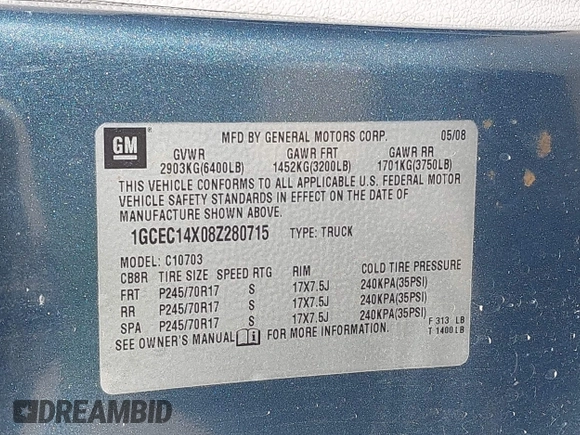 GM
MFD BY GENERAL MOTORS CORP. 05/08
GVWR GAWR FRT GAWR RR
2903KG(6400LB) 1452KG(3200LB) 1701KG(3750LB)
THIS VEHICLE CONFORMS TO ALL APPLICABLE U.S. FEDERAL MOTOR
VEHICLE SAFETY STANDARDS IN EFFECT ON THE DATE OF
MANUFACTURE SHOWN ABOVE.
1GCEC14X08Z280715 TYPE: TRUCK
MODEL: C10703
CB8R TIRE SIZE SPEED RTG RIM COLD TIRE PRESSURE
FRT P245/70R17 S 17X7.5J 240KPA(35PSI)
RR P245/70R17 S 17X7.5J 240KPA(35PSI)
SPA P245/70R17 S 17X7.5J 240KPA(35PSI)
SEE OWNER'S MANUAL FOR MORE INFORMATION.
F 313 LB
T 1400 LB
DREAMBID